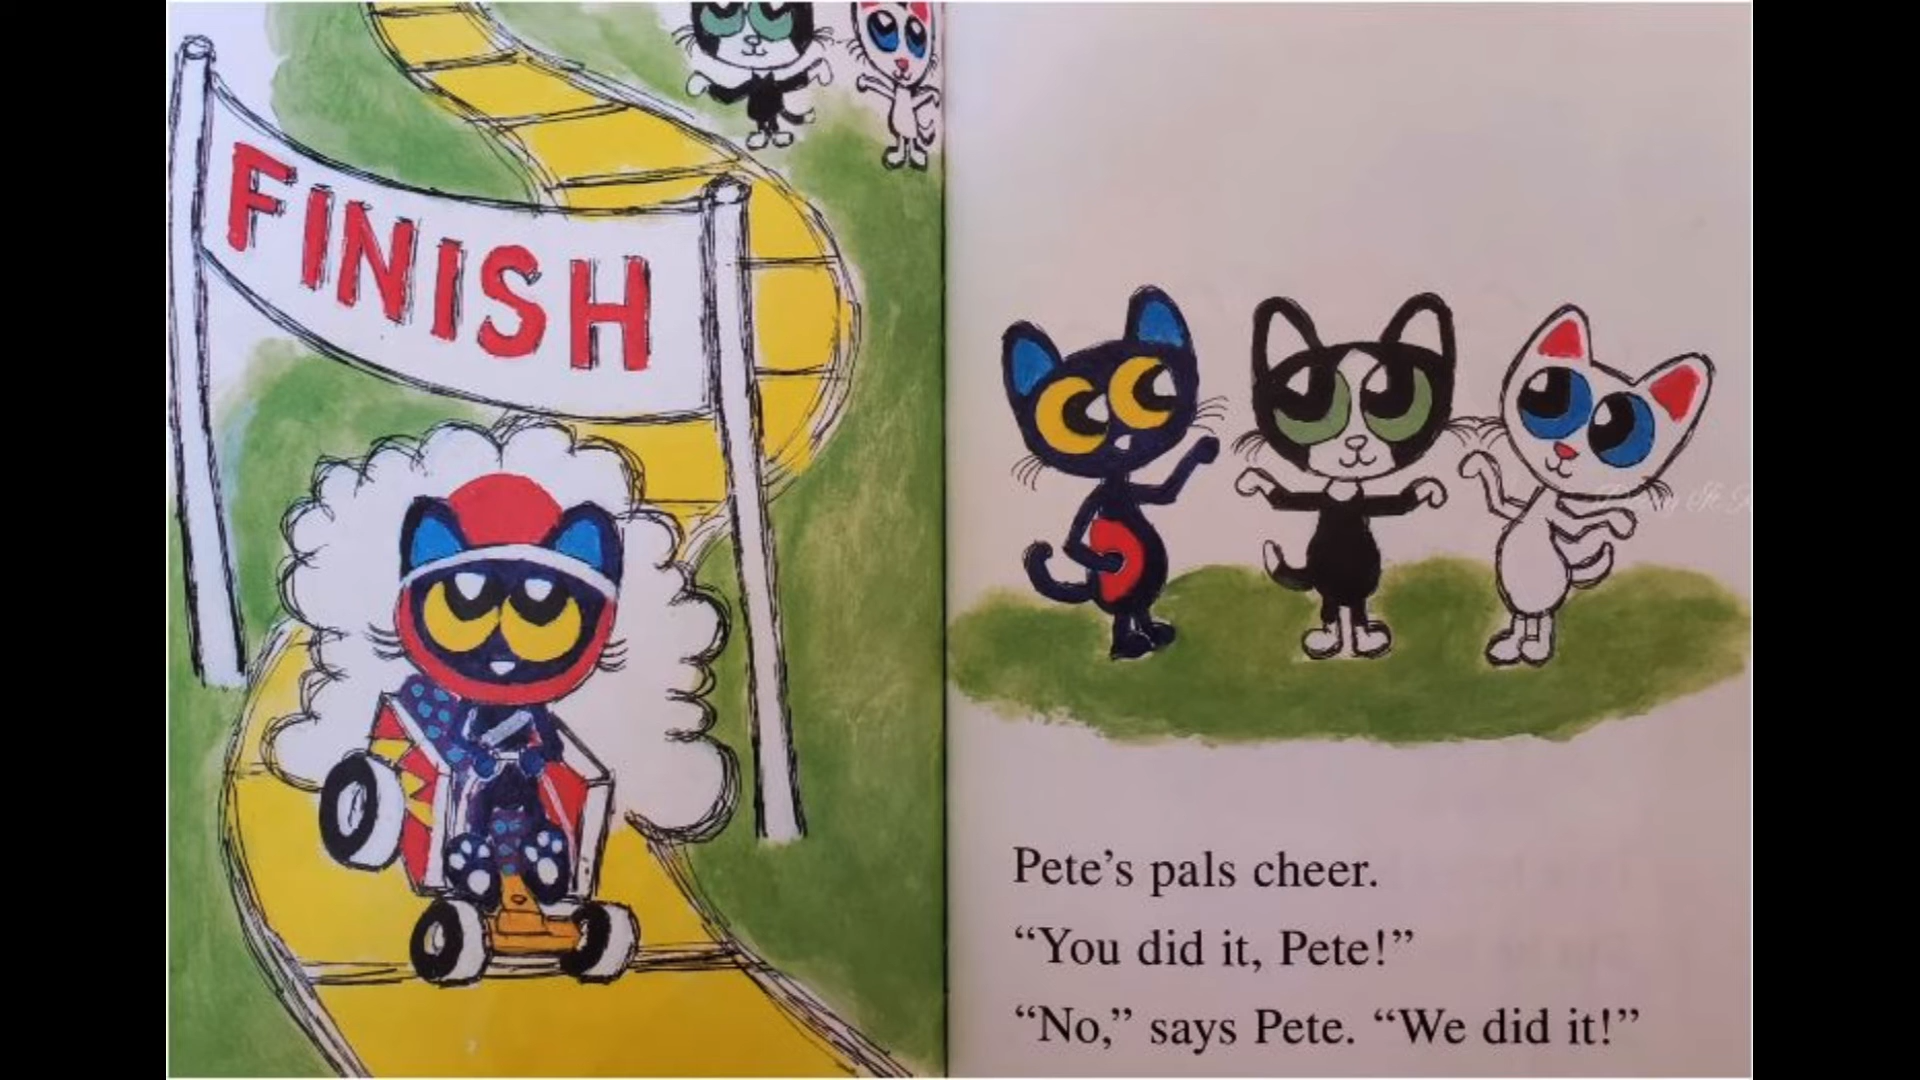 FINISH
Pete's pals cheer.
“You did it, Pete!”
“No,” says Pete. “We did it!”